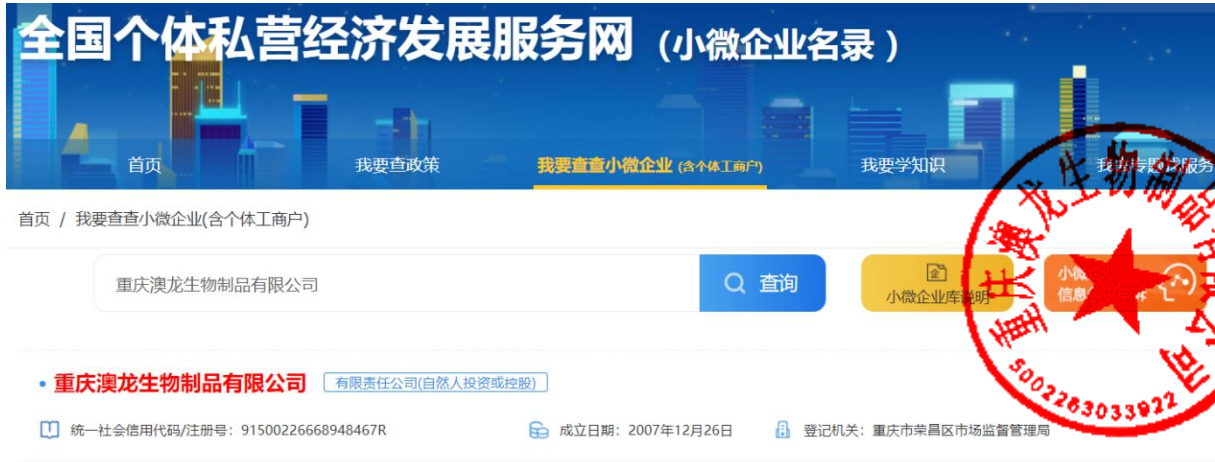 全国个体私营经济发展服务网（小微企业名录）
首页 我要查政策 我要查查小微企业 (含个体工商户) 我要学知识
首页 / 我要查查小微企业(含个体工商户)
重庆澳龙生物制品有限公司 查询
企
小微企业库说明
小微
信息
重庆澳龙生物制品有限公司
5002263033922
• 重庆澳龙生物制品有限公司 有限责任公司(自然人投资或控股)
统一社会信用代码/注册号：91500226668948467R 成立日期：2007年12月26日 登记机关：重庆市荣昌区市场监督管理局